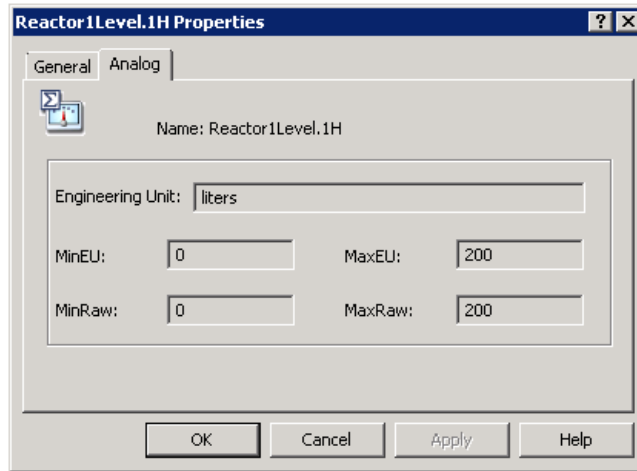 Reactor1Level.1H Properties
General Analog
Name: Reactor1Level.1H
Engineering Unit: liters
MinEU: 0 MaxEU: 200
MinRaw: 0 MaxRaw: 200
OK Cancel Apply Help